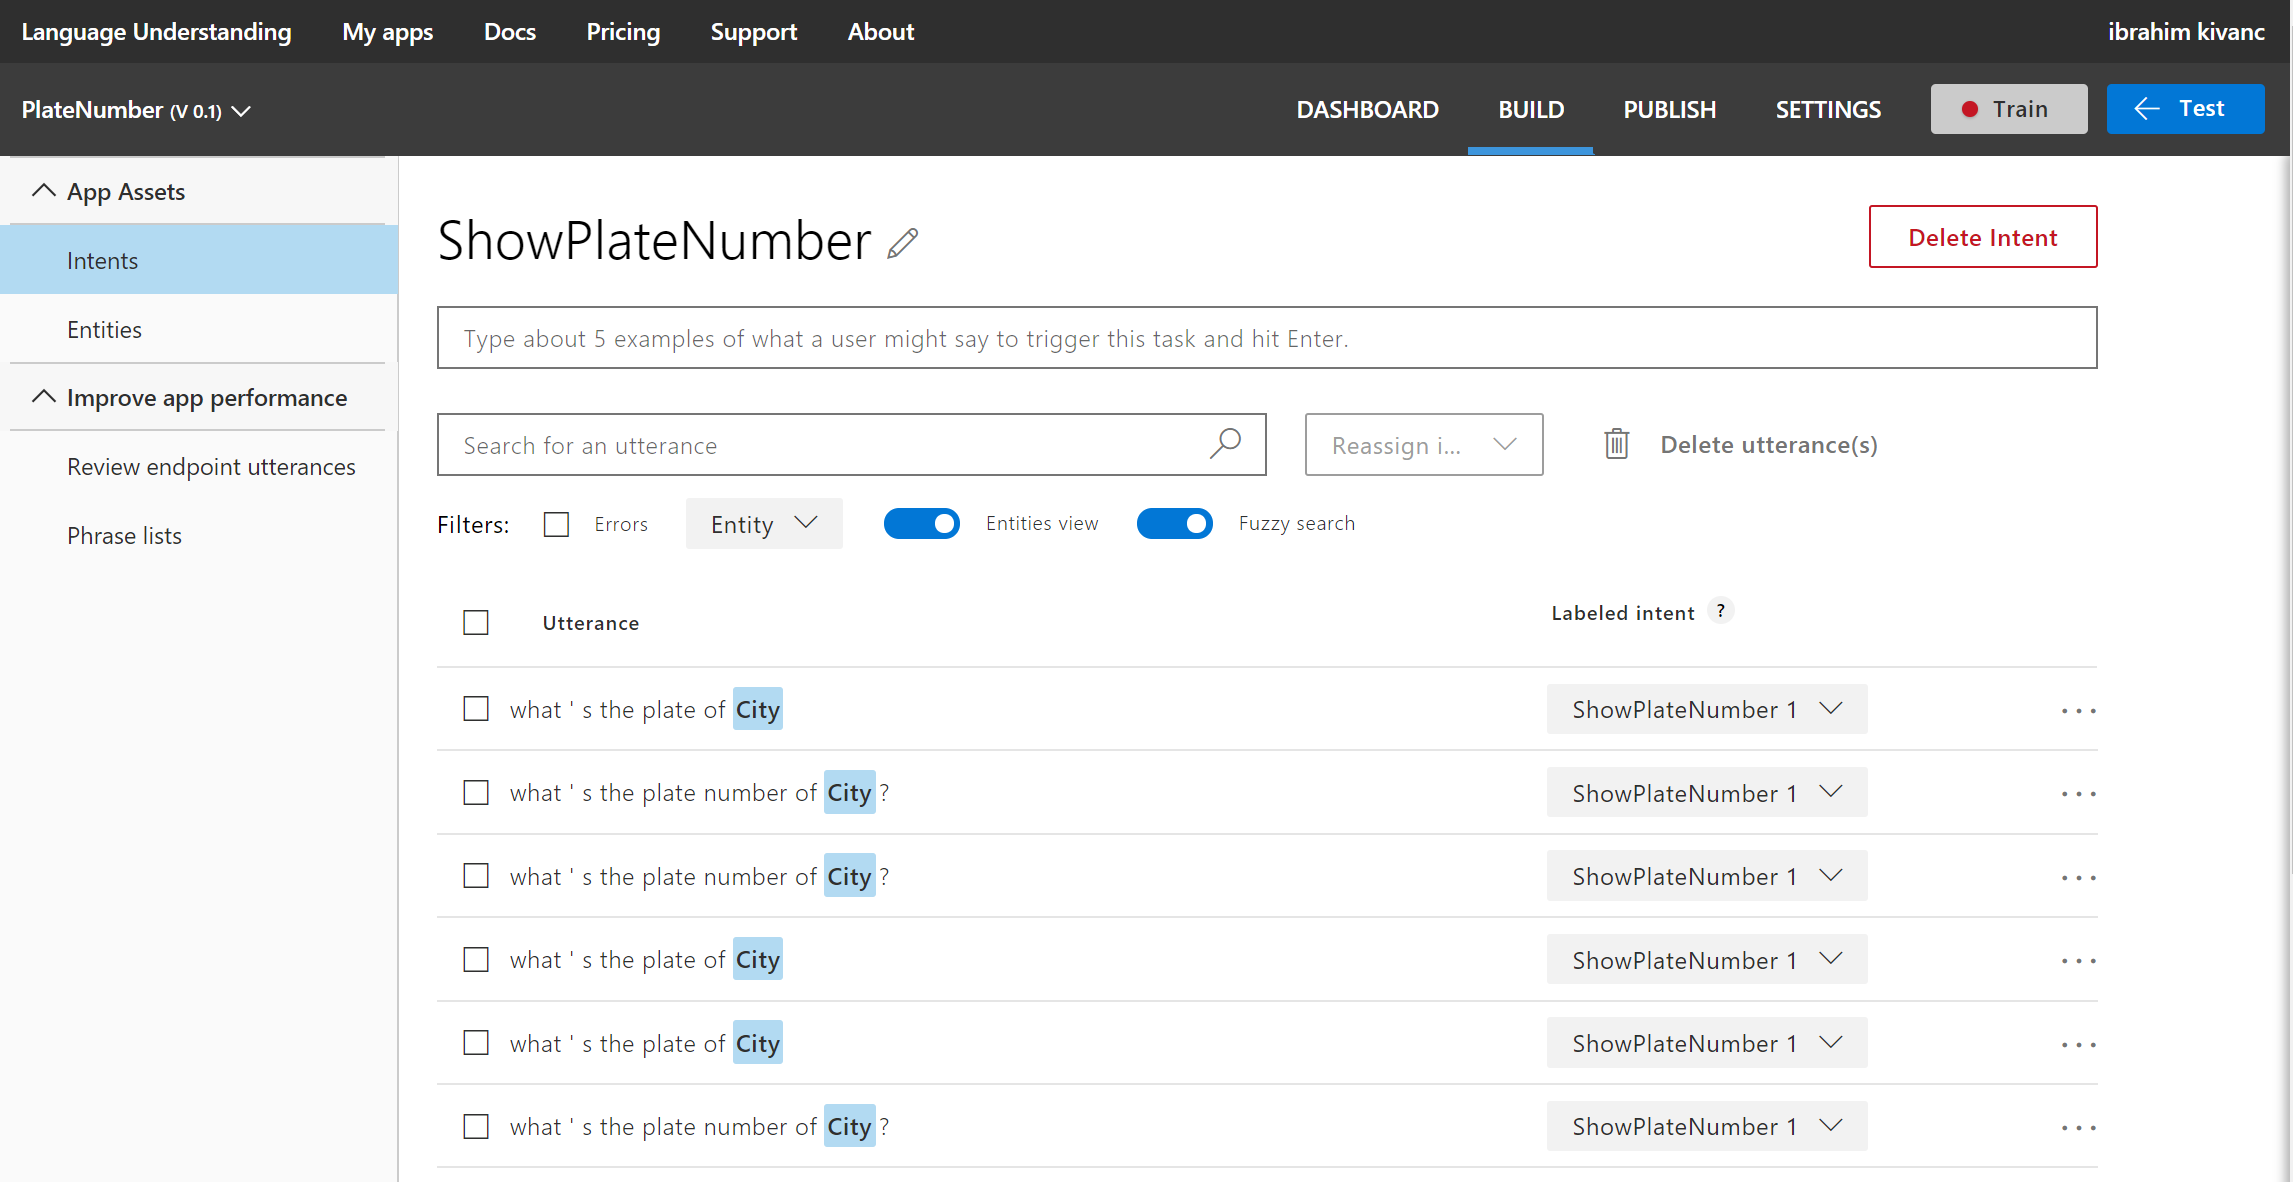 Language Understanding My apps Docs Pricing Support About ibrahim kivanc
PlateNumber (V 0.1) DASHBOARD BUILD PUBLISH SETTINGS Train Test
App Assets
Intents
Entities
Improve app performance
Review endpoint utterances
Phrase lists
ShowPlateNumber Delete Intent
Type about 5 examples of what a user might say to trigger this task and hit Enter.
Search for an utterance Reassign i... Delete utterance(s)
Filters: Errors Entity Entities view Fuzzy search
Utterance Labeled intent ?
what ' s the plate of City ShowPlateNumber 1 ...
what ' s the plate number of City ? ShowPlateNumber 1 ...
what ' s the plate number of City ? ShowPlateNumber 1 ...
what ' s the plate of City ShowPlateNumber 1 ...
what ' s the plate of City ShowPlateNumber 1 ...
what ' s the plate number of City ? ShowPlateNumber 1 ...